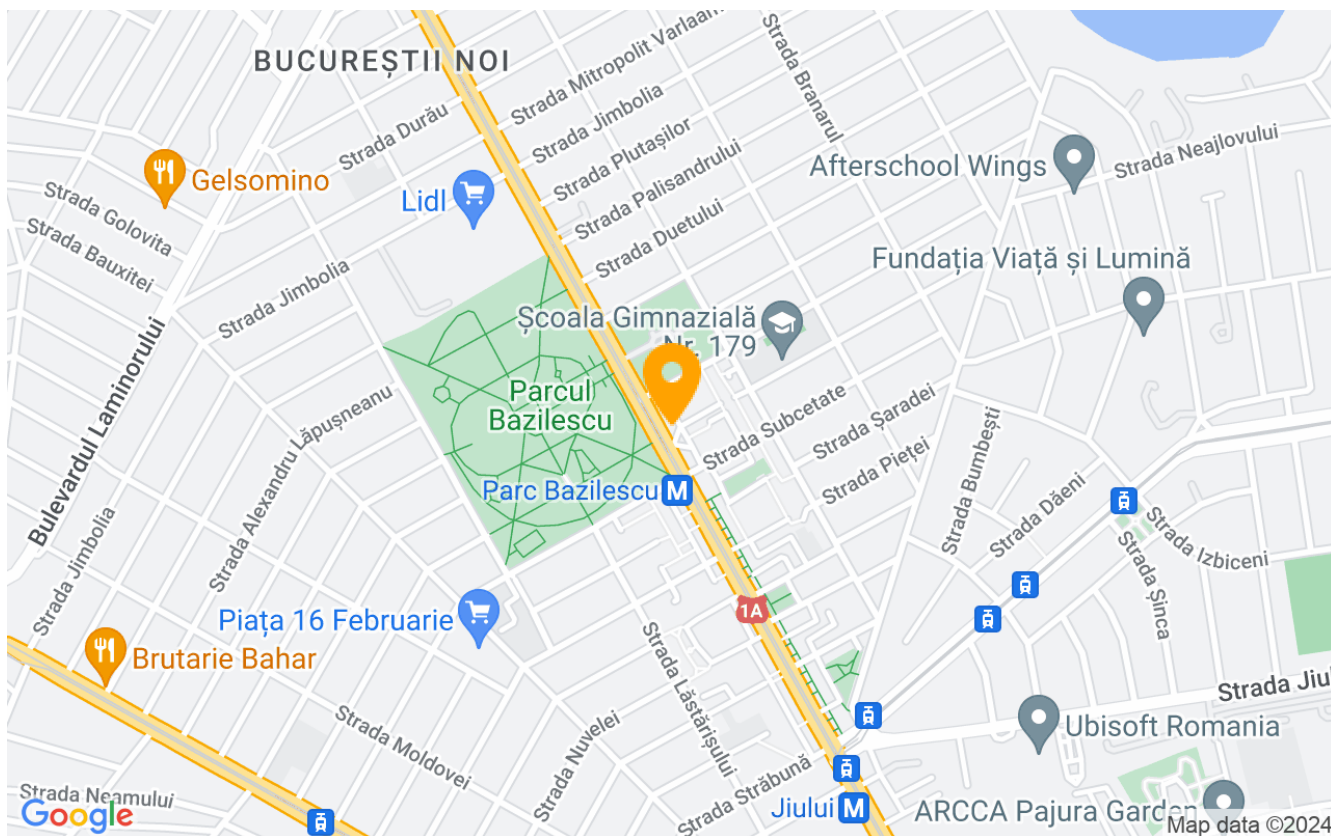 BUCUREȘTII NOI
Strada Mitropolit Varlaam
Strada Durău
Strada Jimbolia
Strada Plutașilor
Strada Branarul
Strada Palisandrului
Strada Duetului
Gelsomino
Lidl
Afterschool Wings
Strada Neajlovului
Strada Golovita
Strada Bauxitei
Strada Jimbolia
Fundația Viață și Lumină
Școala Gimnazială
Nr. 179
Bulevardul Laminorului
Strada Alexandru Lăpușneanu
Parcul
Bazilescu
Strada Subcetate
Strada Șaradei
Strada Pieței
Strada Bumbești
Parc Bazilescu M
Strada Dăeni
Strada Izbiceni
Strada Șinca
Strada Jimbolia
Piața 16 Februarie
1A
Brutarie Bahar
Strada Lăstărișului
Strada Moldovei
Strada Nuvelei
Strada Jiul
Ubisoft Romania
Strada Străbună
Strada Neamului
Jiului M
ARCCA Pajura Garden
Google
Map data ©2024